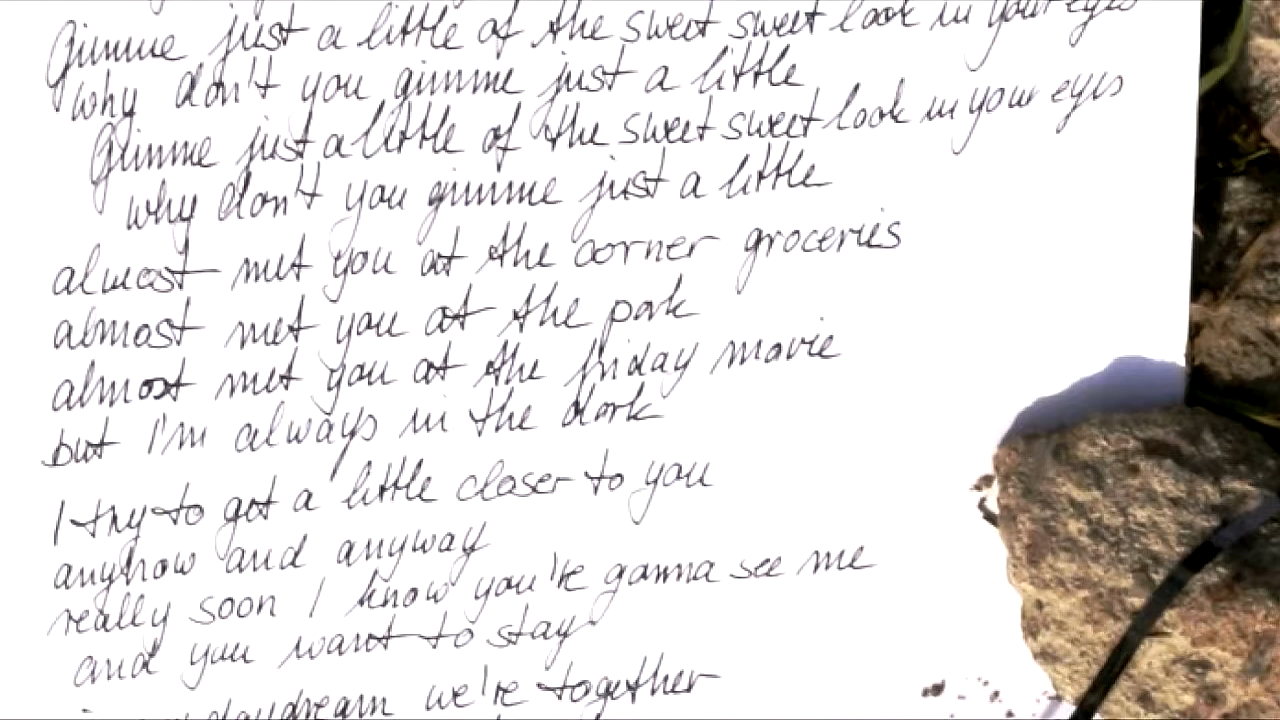 Gimme just a little of the sweet sweet look in your eyes
why don't you gimme just a little
Gimme just a little of the sweet sweet look in your eyes
why don't you gimme just a little
almost met you at the corner groceries
almost met you at the park
almost met you at the friday movie
but I'm always in the dark
I try to get a little closer to you
anyhow and anyway
really soon I know you're gonna see me
and you want to stay
daydream we're together